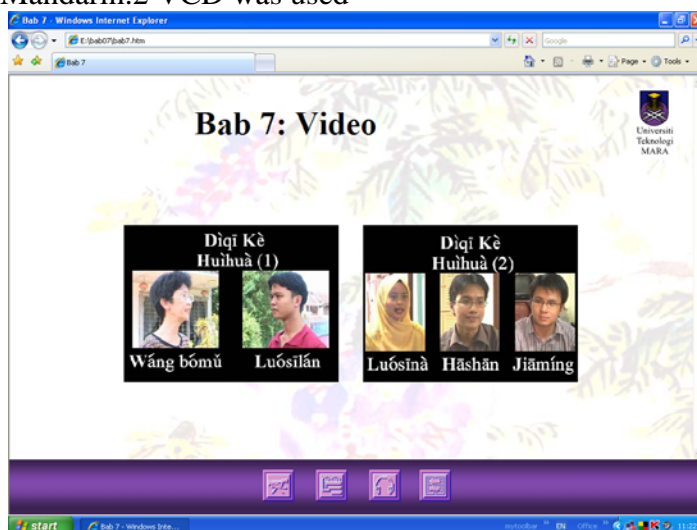 Mandarin:2 VCD was used
Bab 7 - Windows Internet Explorer
E:\bab07\bab7.htm
Google
Bab 7
Page
Tools
Bab 7: Video
Universiti
Teknologi
MARA
Dìqī Kè
Huìhuà (1)
Wáng bómǔ Luósīlán
Dìqī Kè
Huìhuà (2)
Luósīnà Hāshān Jiāmíng
start
Bab 7 - Windows Inte...
mytoolbar
EN
Office